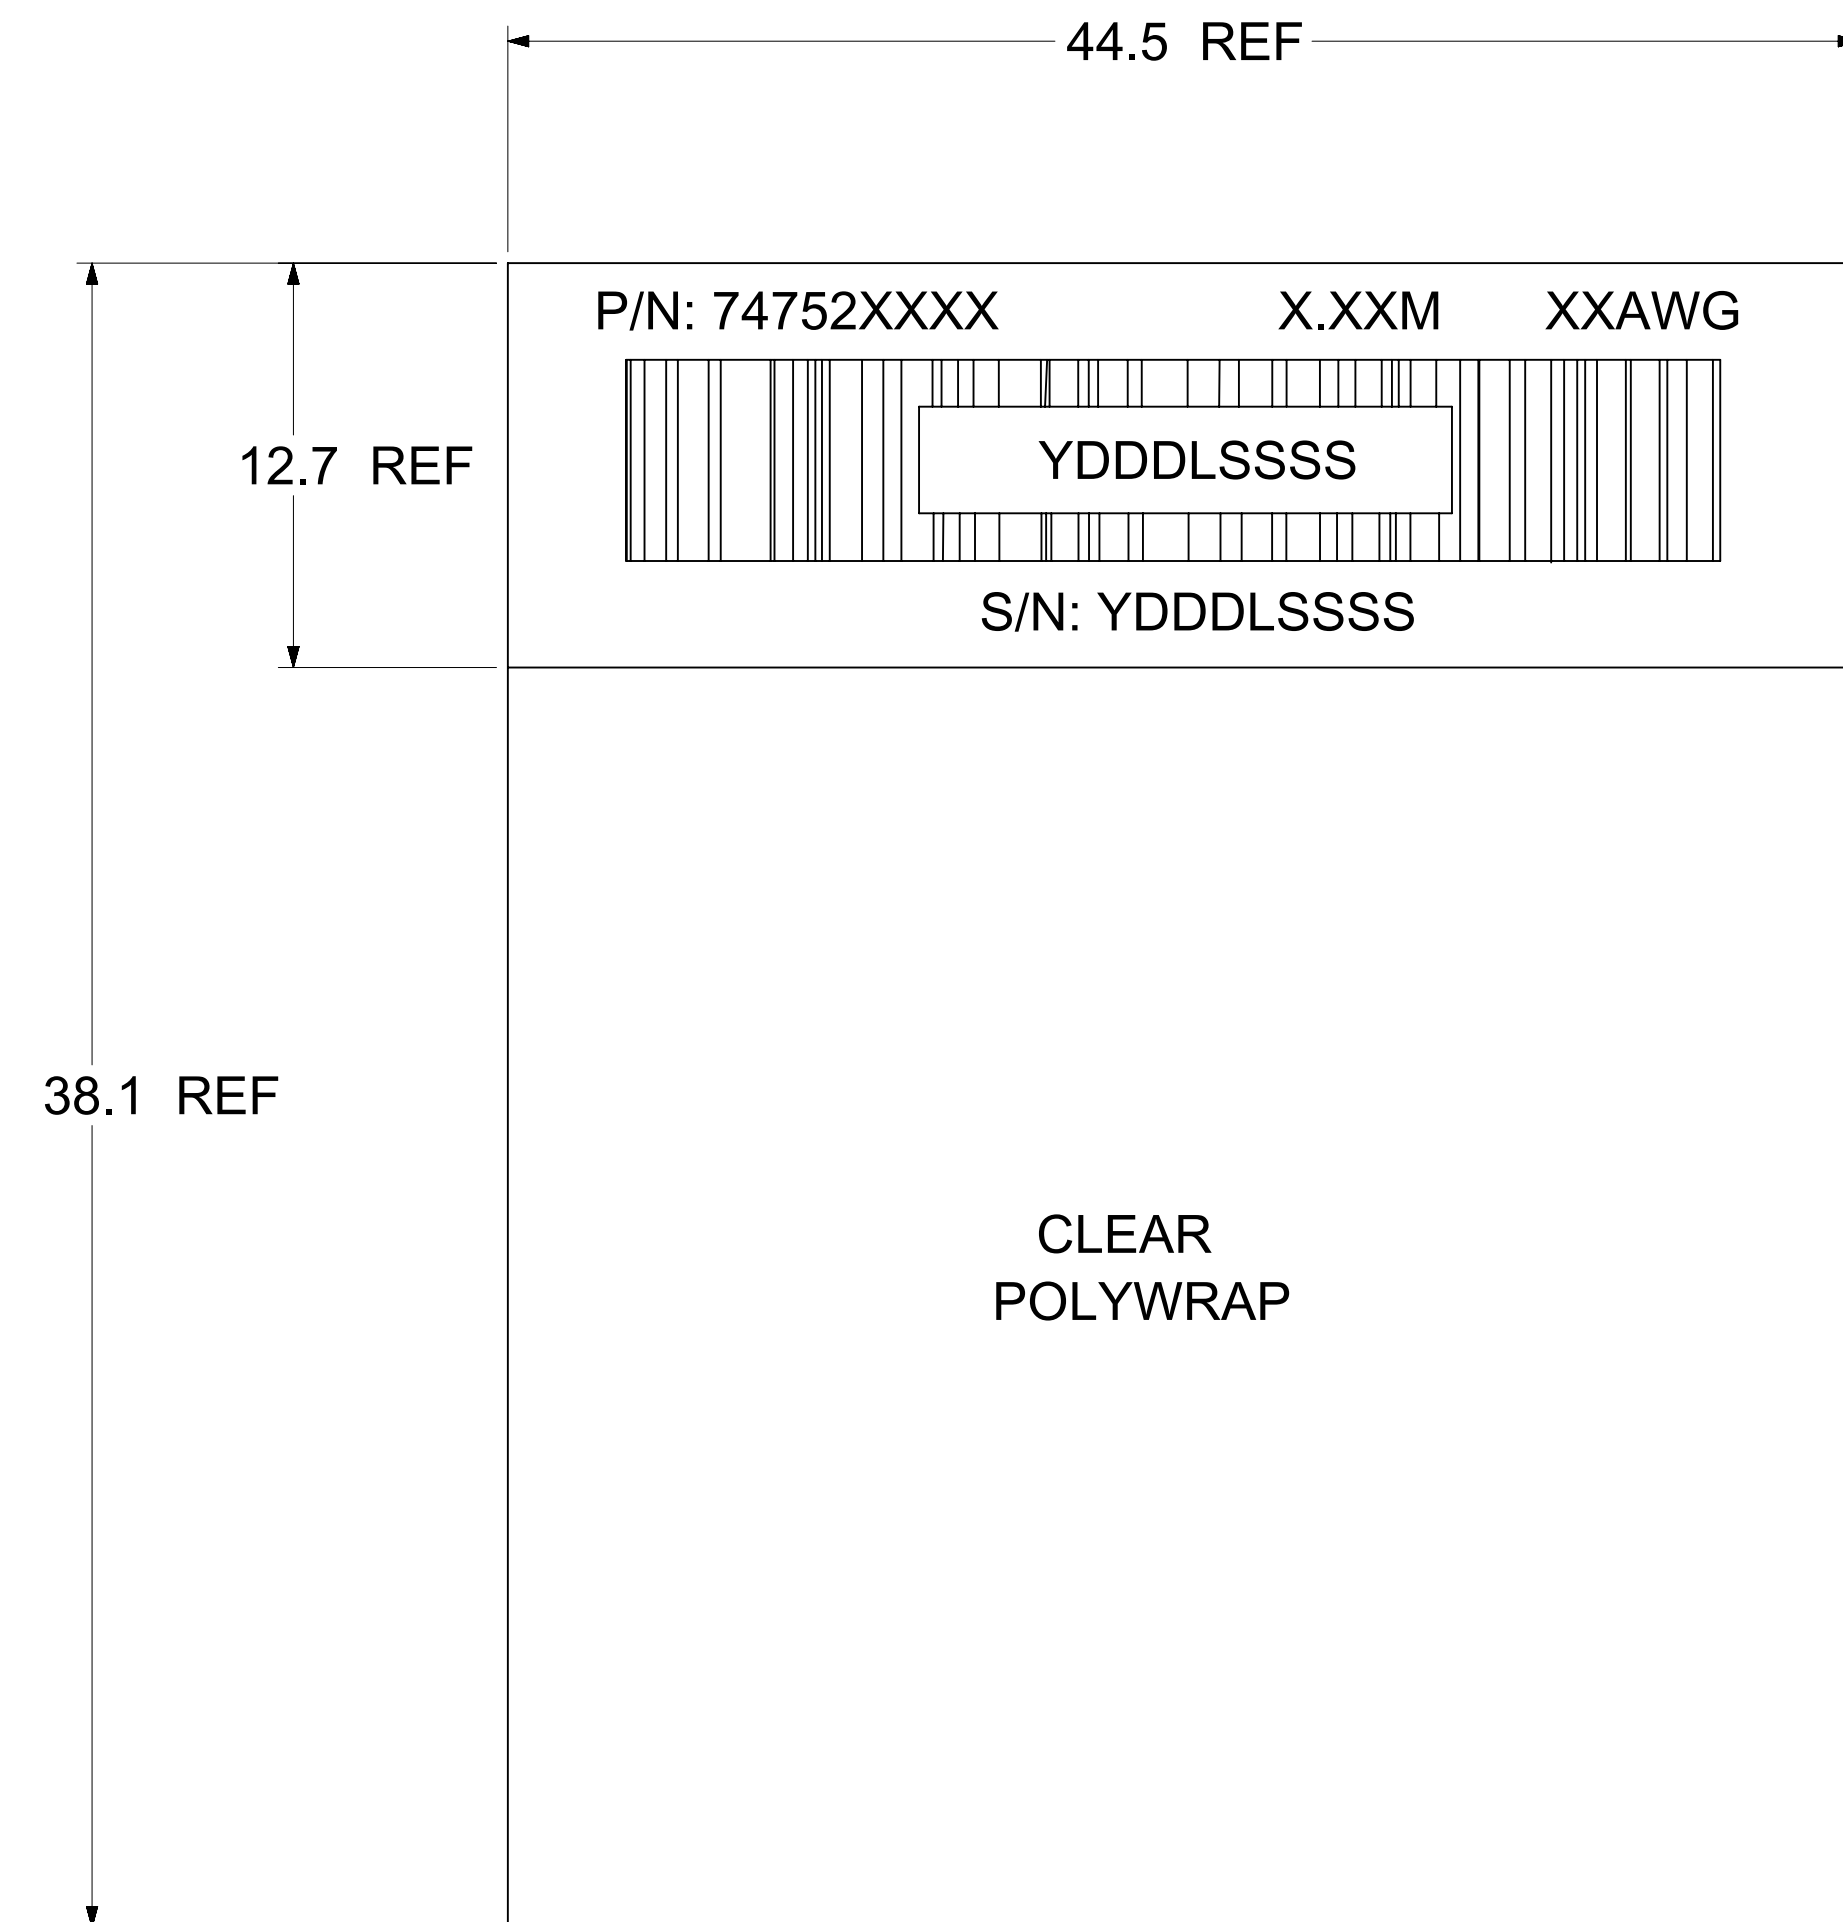 44.5 REF
P/N: 74752XXXX X.XXM XXAWG
12.7 REF
YDDDLSSSS
S/N: YDDDLSSSS
38.1 REF
CLEAR
POLYWRAP